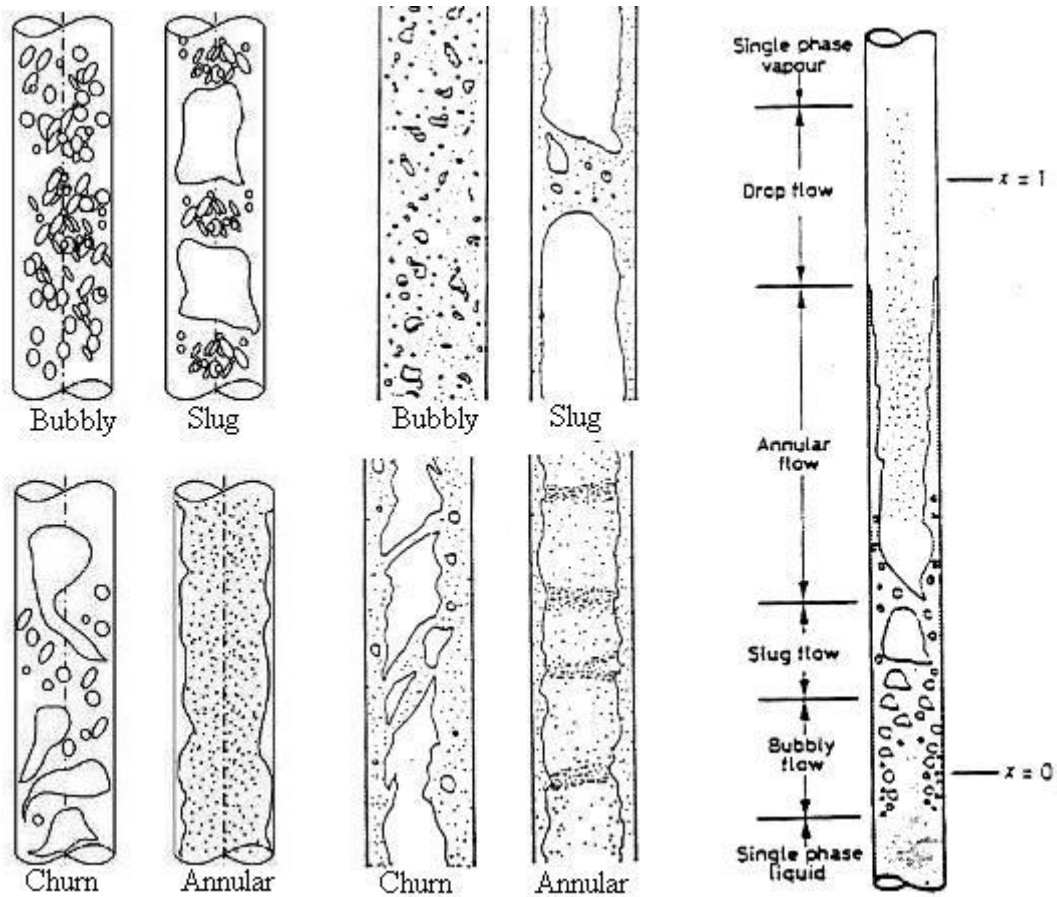 Bubbly
Slug
Bubbly
Slug
Churn
Annular
Churn
Annular
Single phase
vapour
Drop flow
x = 1
Annular
flow
Slug flow
Bubbly
flow
x = 0
Single phase
liquid